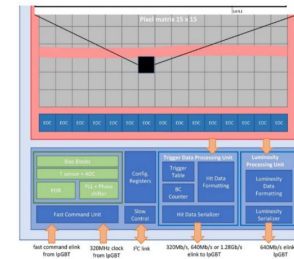 Pixel matrix 15 x 15
EOC EOC EOC EOC EOC EOC EOC EOC EOC EOC EOC EOC EOC EOC EOC
Bias Blocks
T sensor + ADC
PLL + Phase shifter
Fast Command Unit
Config Registers
Slow Control
Trigger Data Processing Unit
Trigger Table
BC Counter
Hit Data Formatting
Hit Data Serializer
Luminosity Processing Unit
Luminosity Data Formatting
Luminosity Serializer
fast command elink from lpGBT
320MHz clock from lpGBT
I²C link
320Mb/s, 640Mb/s or 1.28Gb/s elink to lpGBT
640Mb/s elink
lpGBT